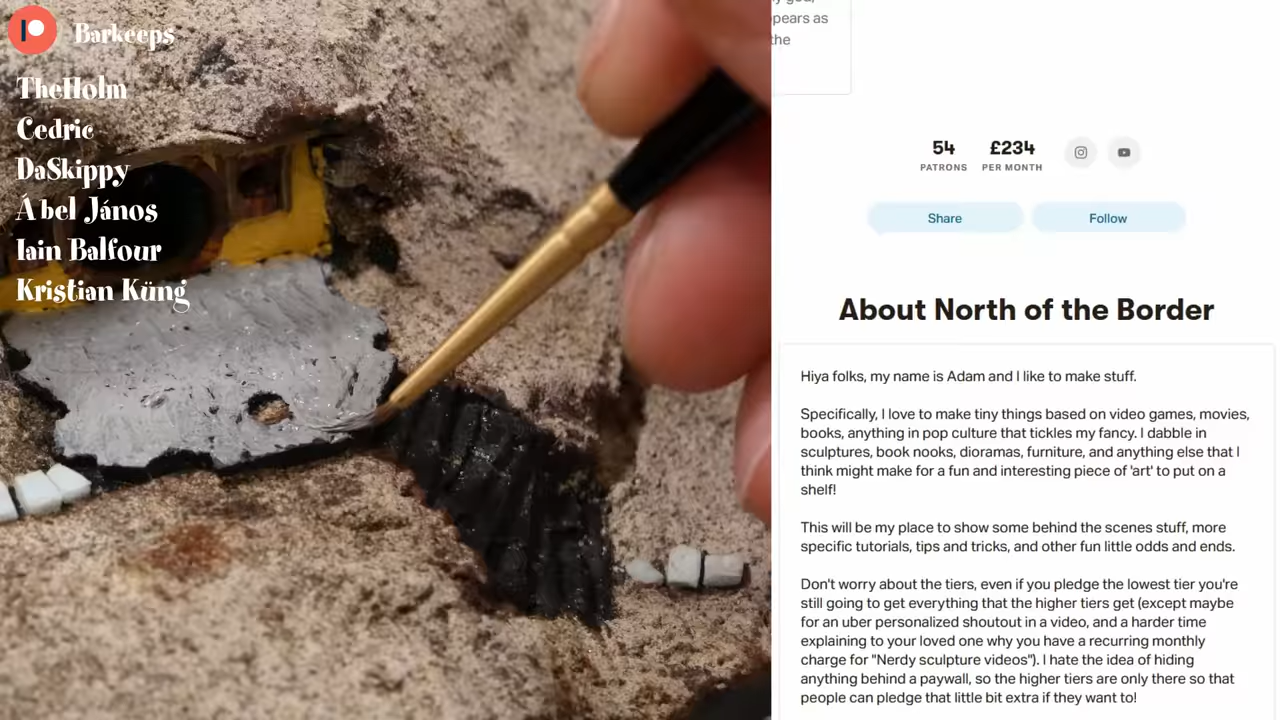 Barkeeps
TheHolm
Cedric
DaSkippy
Ábel János
Iain Balfour
Kristian Küng
pears as
the
54
PATRONS
£234
PER MONTH
Share
Follow
About North of the Border
Hiya folks, my name is Adam and I like to make stuff.
Specifically, I love to make tiny things based on video games, movies,
books, anything in pop culture that tickles my fancy. I dabble in
sculptures, book nooks, dioramas, furniture, and anything else that I
think might make for a fun and interesting piece of 'art' to put on a
shelf!
This will be my place to show some behind the scenes stuff, more
specific tutorials, tips and tricks, and other fun little odds and ends.
Don't worry about the tiers, even if you pledge the lowest tier you're
still going to get everything that the higher tiers get (except maybe
for an uber personalized shoutout in a video, and a harder time
explaining to your loved one why you have a recurring monthly
charge for "Nerdy sculpture videos"). I hate the idea of hiding
anything behind a paywall, so the higher tiers are only there so that
people can pledge that little bit extra if they want to!